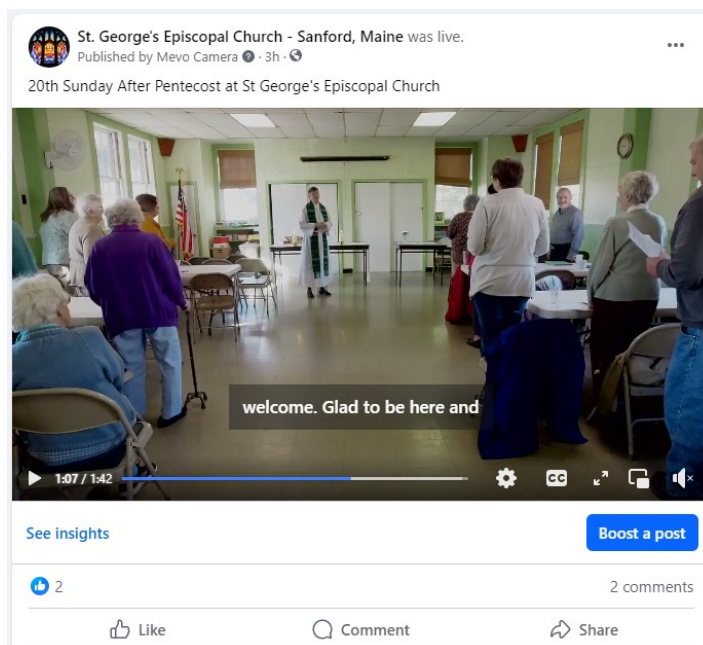 St. George's Episcopal Church - Sanford, Maine was live.
Published by Mevo Camera · 3h ·
20th Sunday After Pentecost at St George's Episcopal Church
welcome. Glad to be here and
1:07 / 1:42
CC
See insights
Boost a post
2
2 comments
Like
Comment
Share